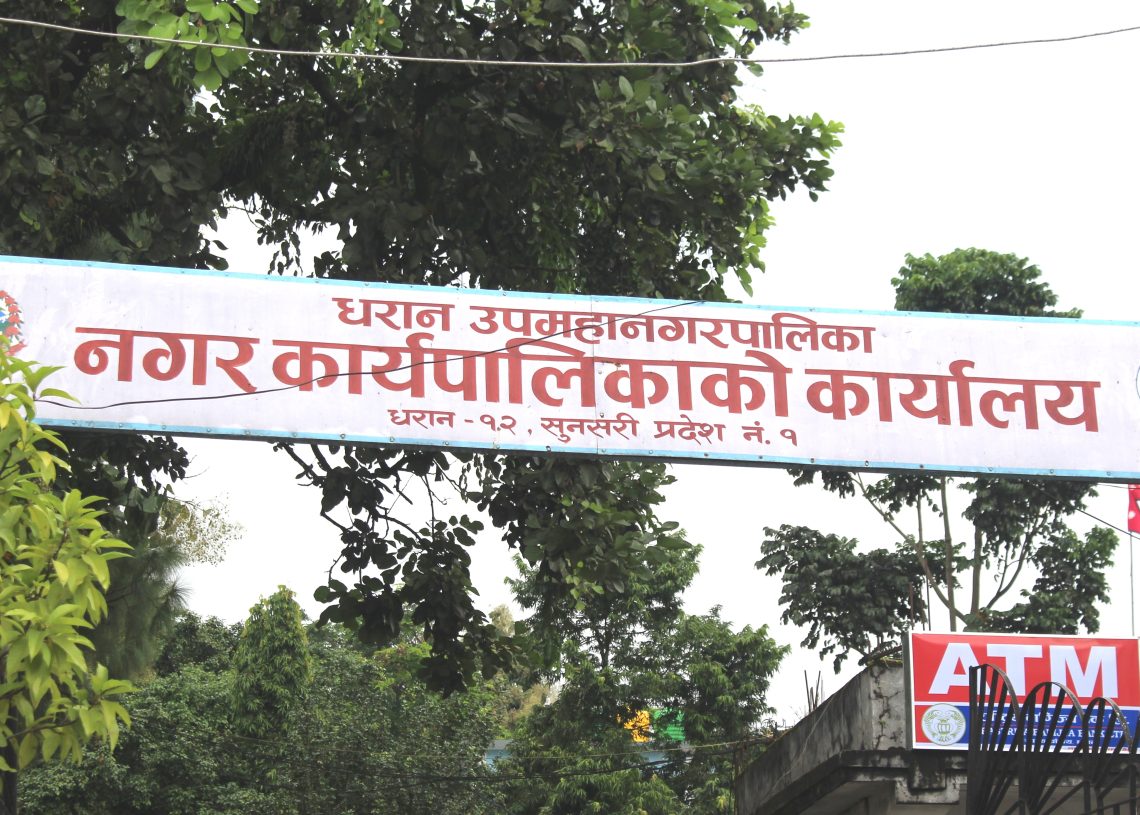 धरान उपमहानगरपालिका
नगर कार्यपालिकाको कार्यालय
धरान - १२, सुनसरी प्रदेश नं. १
ATM